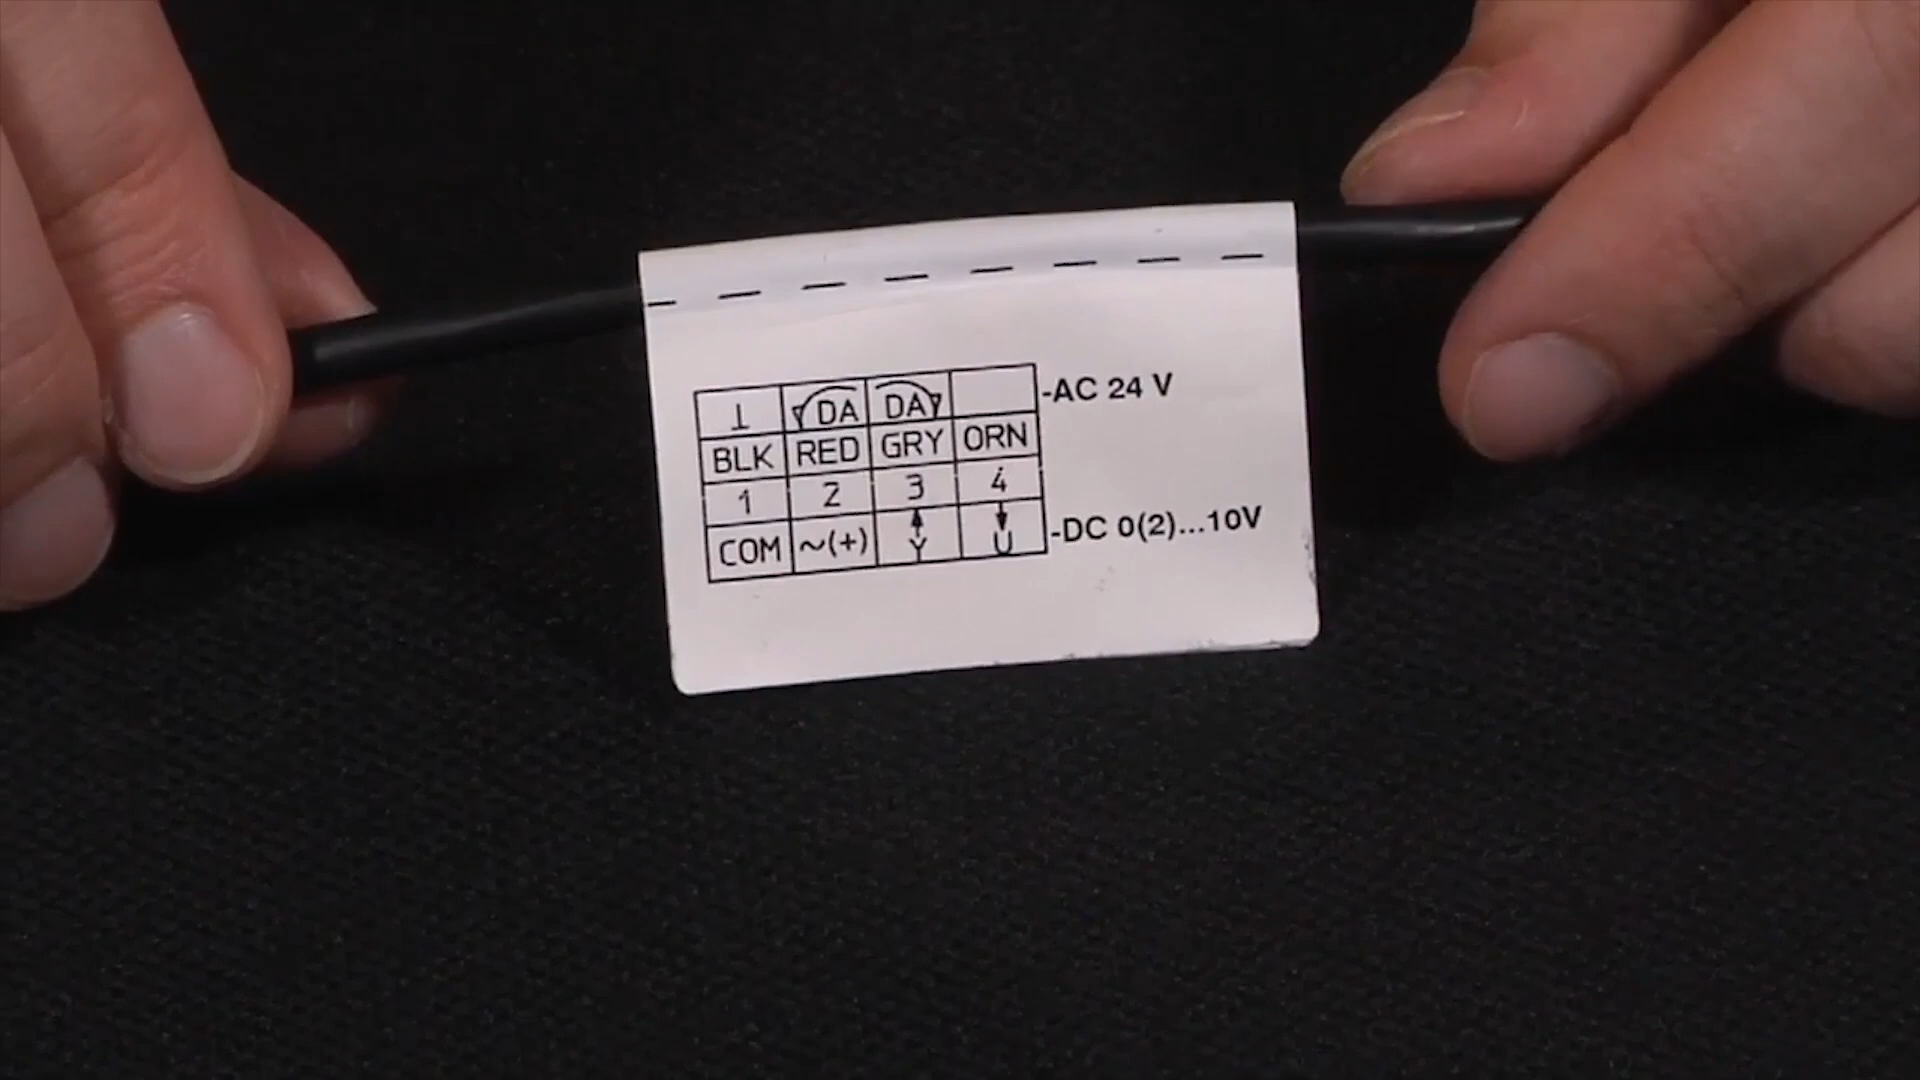 ⊥ DA DA -AC 24 V
BLK RED GRY ORN
1 2 3 4
COM ~(+) Y U -DC 0(2)...10V